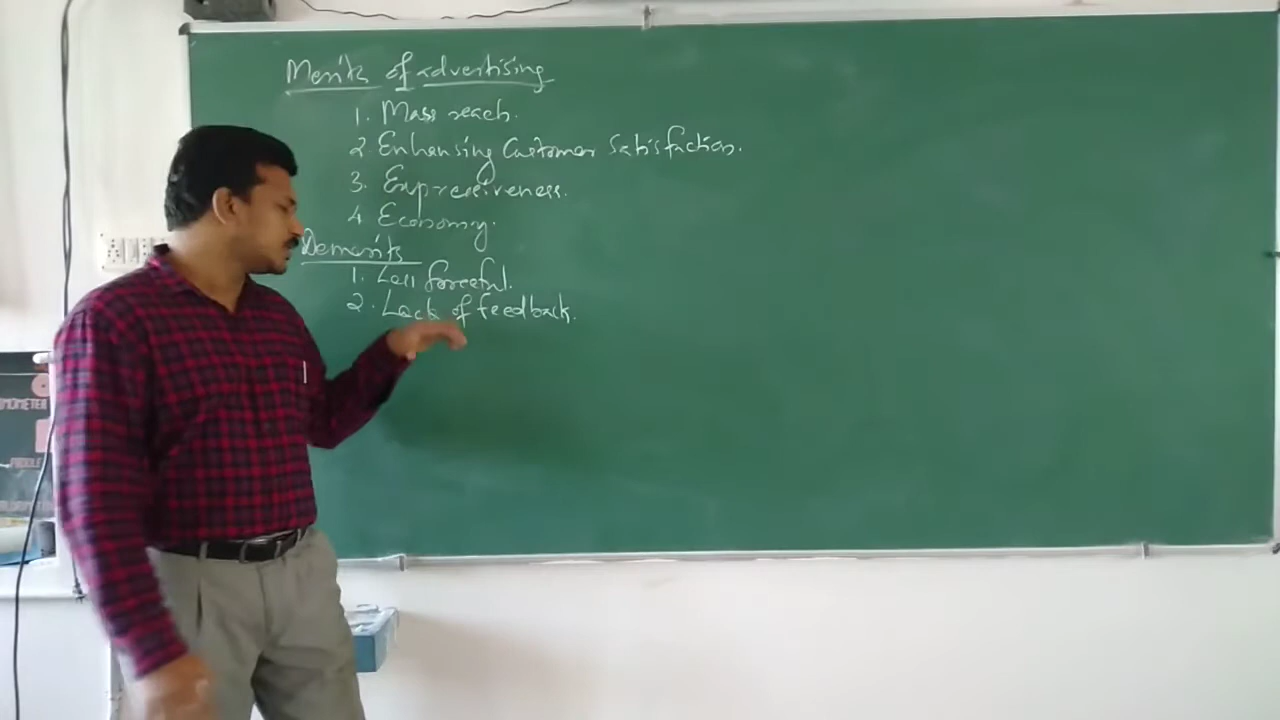 Merits of advertising
1. Mass reach.
2 Enhansing Customer Satisfaction.
3. Expressiveness.
4 Economy.
Demerits
1. Less forceful.
2. Lack of feedback.